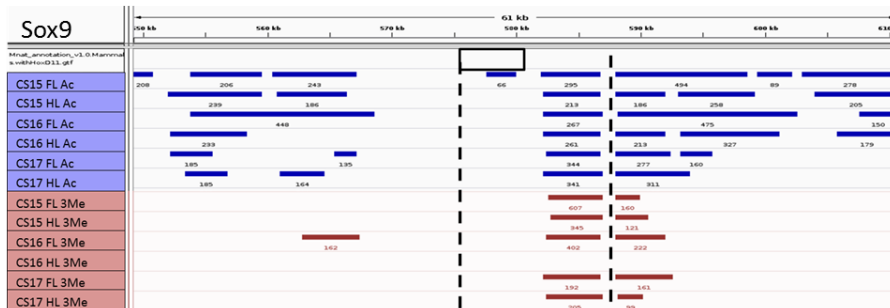 Sox9
61 kb
550 kb 560 kb 570 kb 580 kb 590 kb 600 kb 610
Mnat_annotation_v1.0.Mammal
s.withHoxD11.gtf
CS15 FL Ac 208 206 243 66 295 494 89 278
CS15 HL Ac 239 186 213 186 258 205
CS16 FL Ac 448 267 475 150
CS16 HL Ac 233 261 213 327 179
CS17 FL Ac 185 135 344 277 160
CS17 HL Ac 185 164 341 311
CS15 FL 3Me 607 160
CS15 HL 3Me 345 121
CS16 FL 3Me 162 402 222
CS16 HL 3Me
CS17 FL 3Me 192 161
CS17 HL 3Me